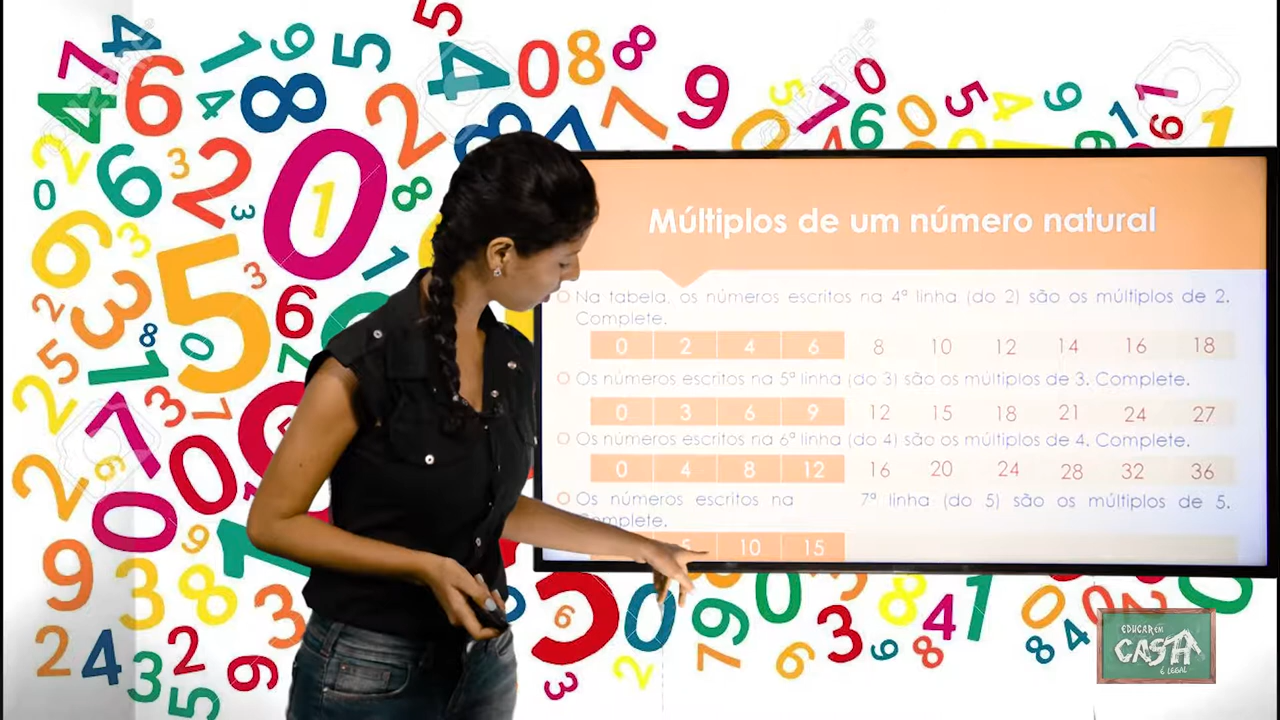 Múltiplos de um número natural
Na tabela, os números escritos na 4ª linha (do 2) são os múltiplos de 2.
Complete.
0 2 4 6 8 10 12 14 16 18
Os números escritos na 5ª linha (do 3) são os múltiplos de 3. Complete.
0 3 6 9 12 15 18 21 24 27
Os números escritos na 6ª linha (do 4) são os múltiplos de 4. Complete.
0 4 8 12 16 20 24 28 32 36
Os números escritos na 7ª linha (do 5) são os múltiplos de 5.
Complete.
5 10 15
EDUCAR EM
CASA
É LEGAL